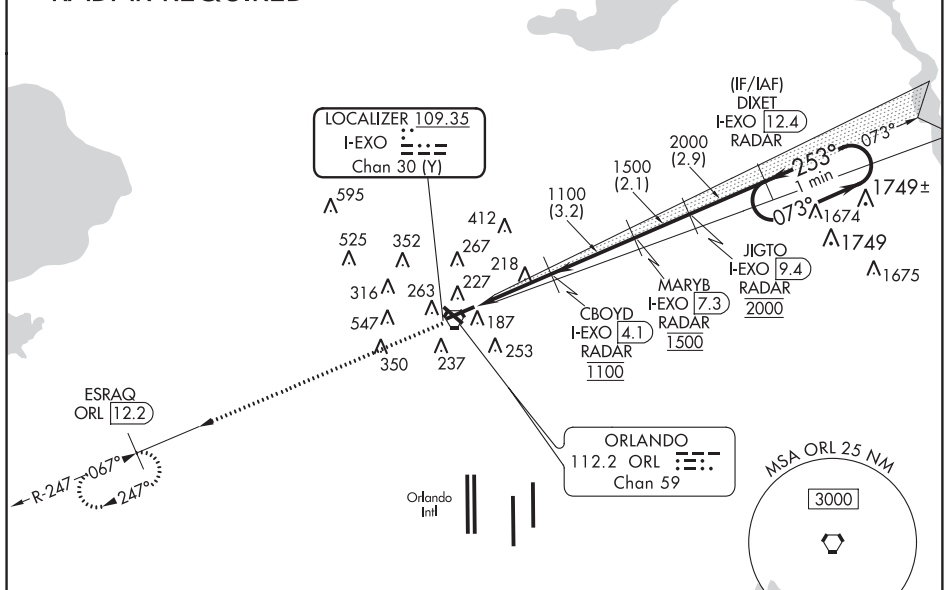 RADAR REQUIRED
(IF/IAF)
DIXET
I-EXO 12.4
RADAR
LOCALIZER 109.35
I-EXO
Chan 30 (Y)
2000
(2.9)
1500
(2.1)
1100
(3.2)
253°
073°
1 min
073°
1749±
1674
1749
1675
595
412
525
352
267
218
316
263
227
547
187
350
237
253
JIGTO
I-EXO 9.4
RADAR
2000
MARYB
I-EXO 7.3
RADAR
1500
CBOYD
I-EXO 4.1
RADAR
1100
ESRAQ
ORL 12.2
R-247
067°
247°
ORLANDO
112.2 ORL
Chan 59
Orlando
Intl
MSA ORL 25 NM
3000